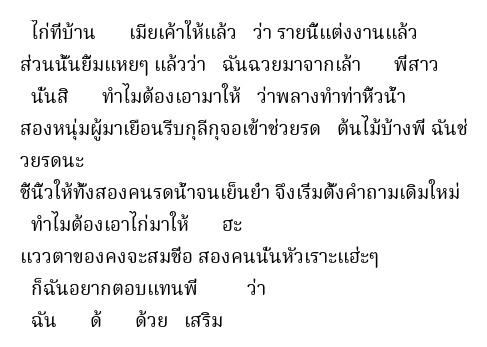 ไก่ที่บ้าน เมียเค้าให้แล้ว ว่า รายนี้แต่งงานแล้ว
ส่วนนั้นยิ้มแหยๆ แล้วว่า ฉันฉวยมาจากเล้า พี่สาว
นั่นสิ ทำไมต้องเอามาให้ ว่าพลางทำท่าหิ้วน้ำ
สองหนุ่มผู้มาเยือนรีบกุลีกุจอเข้าช่วยรด ต้นไม้บ้างพี่ ฉันช่
วยรดนะ
ชี้นิ้วให้ทั้งสองคนรดน้ำจนเย็นย่ำ จึงเริ่มตั้งคำถามเดิมใหม่
ทำไมต้องเอาไก่มาให้ ฮะ
แววตาของคงจะสมชื่อ สองคนนั้นหัวเราะแฮ่ะๆ
ก็ฉันอยากตอบแทนพี่ ว่า
ฉัน ด้ ด้วย เสริม